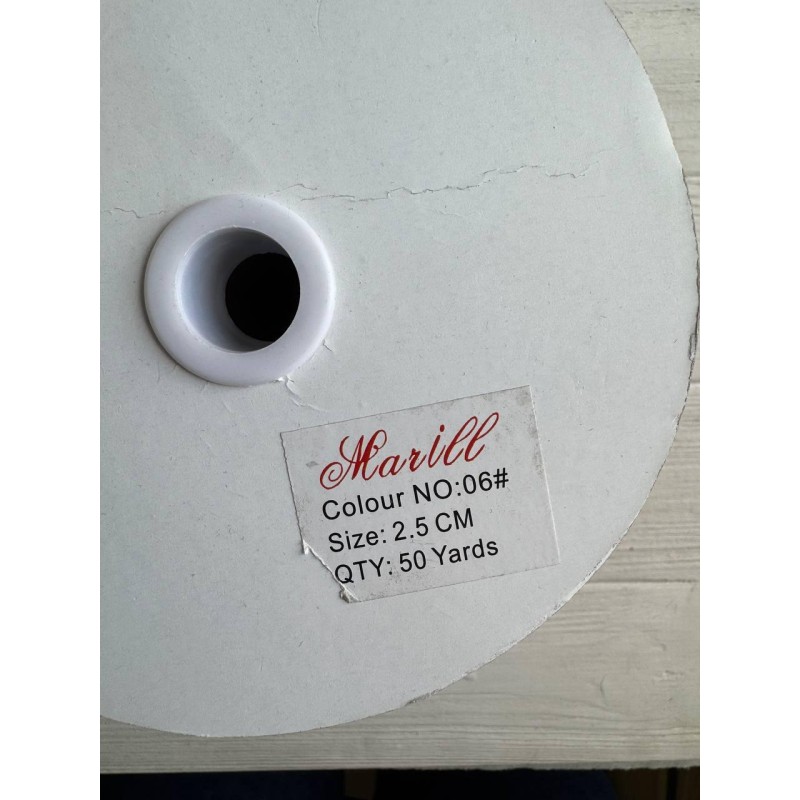 Marill
Colour NO:06#
Size: 2.5 CM
QTY: 50 Yards